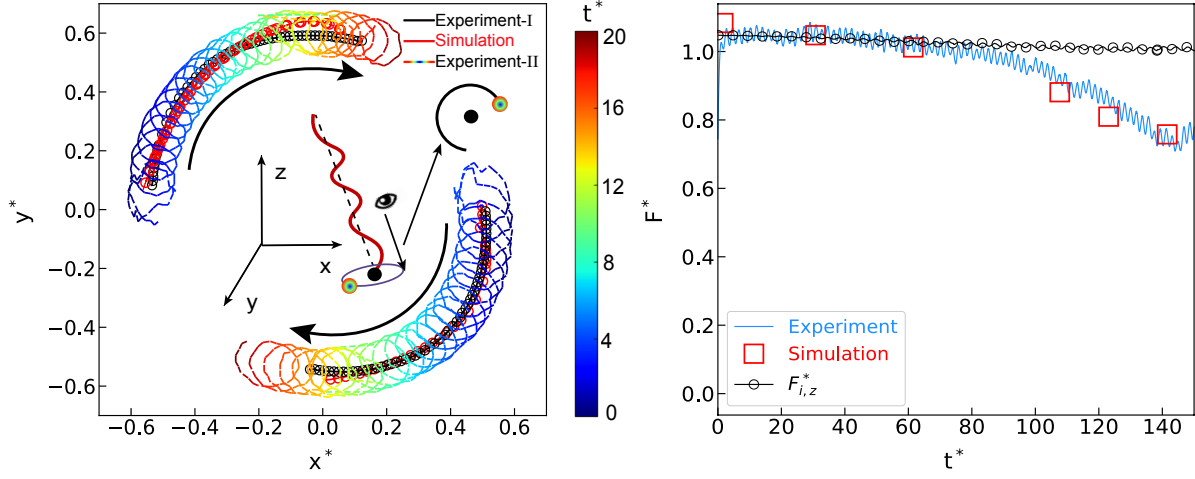 Experiment-I
Simulation
Experiment-II
0.6
0.4
0.2
0.0
−0.2
−0.4
−0.6
y*
z
x
y
−0.6 −0.4 −0.2 0.0 0.2 0.4 0.6
x*
t*
20
16
12
8
4
0
1.0
0.8
0.6
0.4
0.2
0.0
F*
Experiment
Simulation
F*i,z
0 20 40 60 80 100 120 140
t*